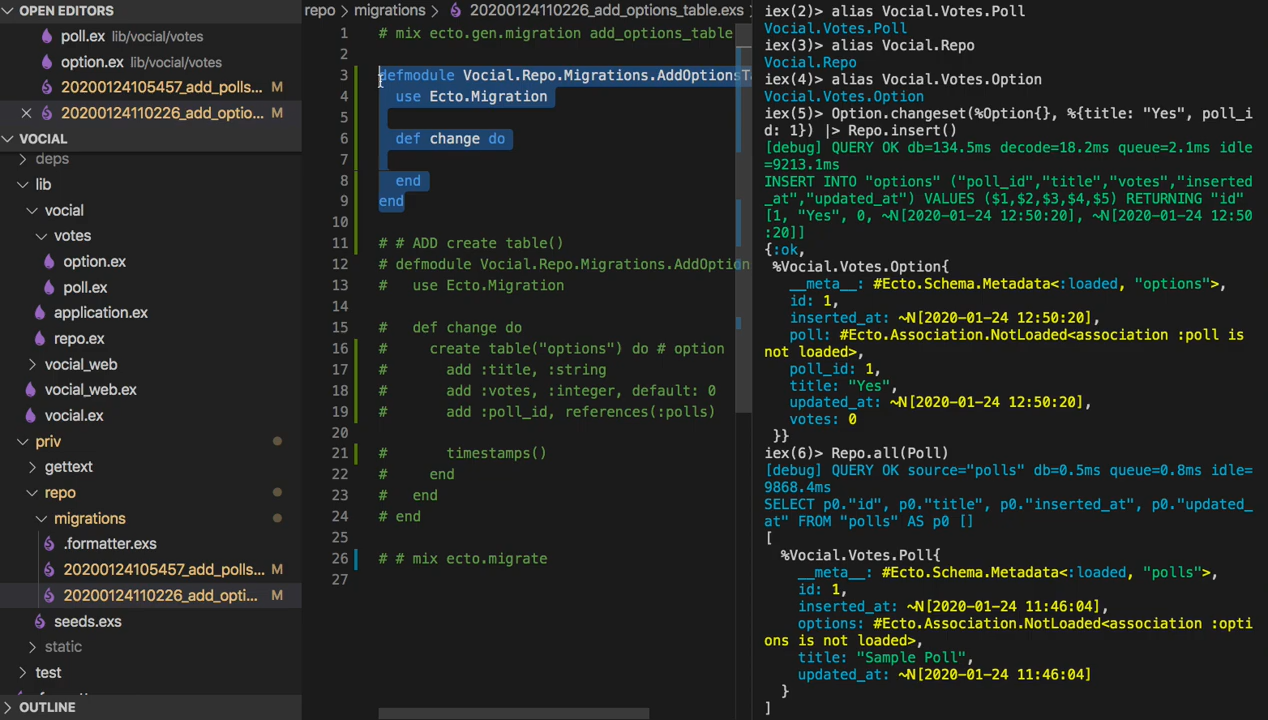 OPEN EDITORS
poll.ex lib/vocial/votes
option.ex lib/vocial/votes
20200124105457_add_polls... M
20200124110226_add_optio... M
VOCIAL
deps
lib
vocial
votes
option.ex
poll.ex
application.ex
repo.ex
vocial_web
vocial_web.ex
vocial.ex
priv
gettext
repo
migrations
.formatter.exs
20200124105457_add_polls... M
20200124110226_add_opti... M
seeds.exs
static
test
OUTLINE
repo > migrations > 20200124110226_add_options_table.exs
1 # mix ecto.gen.migration add_options_table
2
3 defmodule Vocial.Repo.Migrations.AddOptionsT
4 use Ecto.Migration
5
6 def change do
7
8 end
9 end
10
11 # # ADD create table()
12 # defmodule Vocial.Repo.Migrations.AddOption
13 # use Ecto.Migration
14
15 # def change do
16 # create table("options") do # option
17 # add :title, :string
18 # add :votes, :integer, default: 0
19 # add :poll_id, references(:polls)
20
21 # timestamps()
22 # end
23 # end
24 # end
25
26 # # mix ecto.migrate
27
iex(2)> alias Vocial.Votes.Poll
Vocial.Votes.Poll
iex(3)> alias Vocial.Repo
Vocial.Repo
iex(4)> alias Vocial.Votes.Option
Vocial.Votes.Option
iex(5)> Option.changeset(%Option{}, %{title: "Yes", poll_i
d: 1}) |> Repo.insert()
[debug] QUERY OK db=134.5ms decode=18.2ms queue=2.1ms idle
=9213.1ms
INSERT INTO "options" ("poll_id","title","votes","inserted
_at","updated_at") VALUES ($1,$2,$3,$4,$5) RETURNING "id"
[1, "Yes", 0, ~N[2020-01-24 12:50:20], ~N[2020-01-24 12:50
:20]]
{:ok,
%Vocial.Votes.Option{
__meta__: #Ecto.Schema.Metadata<:loaded, "options">,
id: 1,
inserted_at: ~N[2020-01-24 12:50:20],
poll: #Ecto.Association.NotLoaded<association :poll is
not loaded>,
poll_id: 1,
title: "Yes",
updated_at: ~N[2020-01-24 12:50:20],
votes: 0
}}
iex(6)> Repo.all(Poll)
[debug] QUERY OK source="polls" db=0.5ms queue=0.8ms idle=
9868.4ms
SELECT p0."id", p0."title", p0."inserted_at", p0."updated_
at" FROM "polls" AS p0 []
[
%Vocial.Votes.Poll{
__meta__: #Ecto.Schema.Metadata<:loaded, "polls">,
id: 1,
inserted_at: ~N[2020-01-24 11:46:04],
options: #Ecto.Association.NotLoaded<association :opti
ons is not loaded>,
title: "Sample Poll",
updated_at: ~N[2020-01-24 11:46:04]
}
]